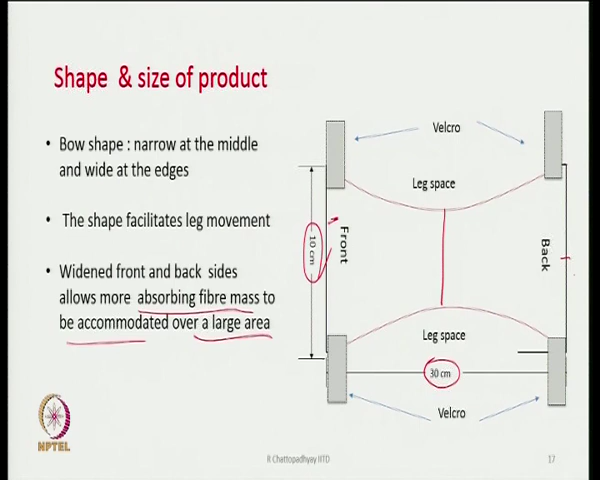 Shape & size of product
• Bow shape : narrow at the middle
and wide at the edges
• The shape facilitates leg movement
• Widened front and back sides
allows more absorbing fibre mass to
be accommodated over a large area
Velcro
Leg space
10 cm
Front
Back
Leg space
30 cm
Velcro
NPTEL
R Chattopadhyay IITD
17